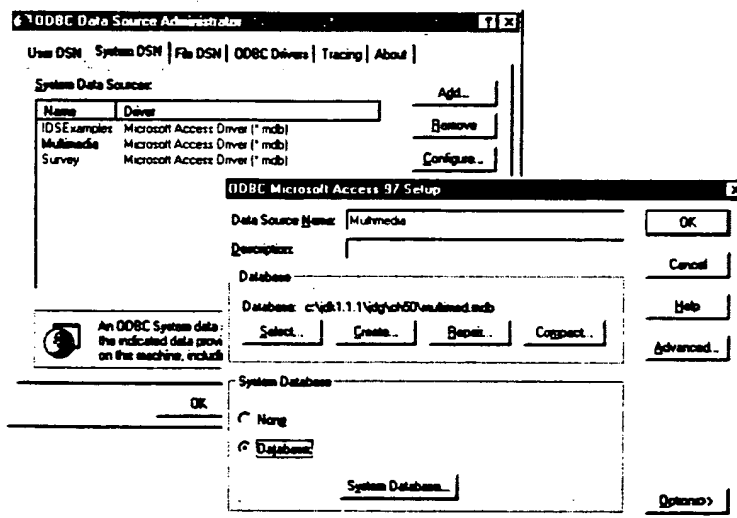 ODBC Data Source Administrator
User DSN System DSN File DSN ODBC Drivers Tracing About
System Data Sources:
Name Driver
IDSExamples Microsoft Access Driver (*.mdb)
Multimedia Microsoft Access Driver (*.mdb)
Survey Microsoft Access Driver (*.mdb)
Add...
Remove
Configure...
An ODBC System data
the indicated data provi
on this machine, includi
OK
ODBC Microsoft Access 97 Setup
Data Source Name: Multimedia
Description:
Database
Database: c:\jdk1.1.1\jdg\ch50\multimed.mdb
Select... Create... Repair... Compact...
System Database
None
Database:
System Database...
OK
Cancel
Help
Advanced...
Options>>